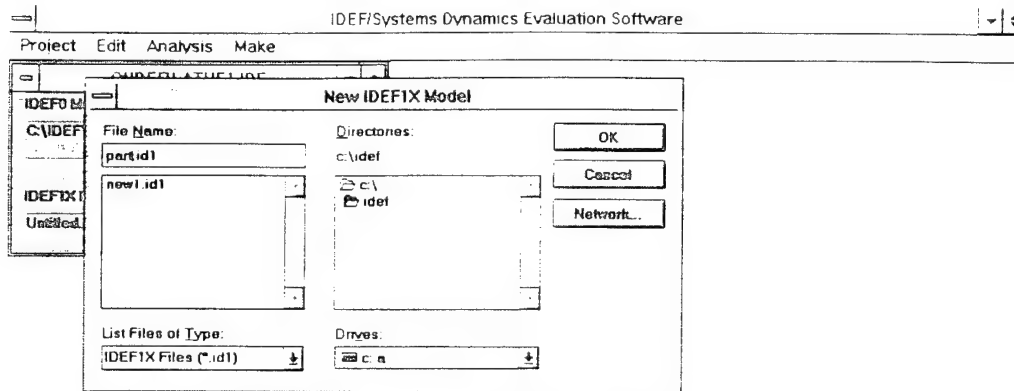 IDEF/Systems Dynamics Evaluation Software
Project Edit Analysis Make
New IDEF1X Model
IDEF0 M
C:\IDEF
IDEF1X
Untitled.
File Name:
part.id1
new1.id1
List Files of Type:
IDEF1X Files (*.id1)
Directories:
c:\idef
c:\
idef
Drives:
c:
OK
Cancel
Network...